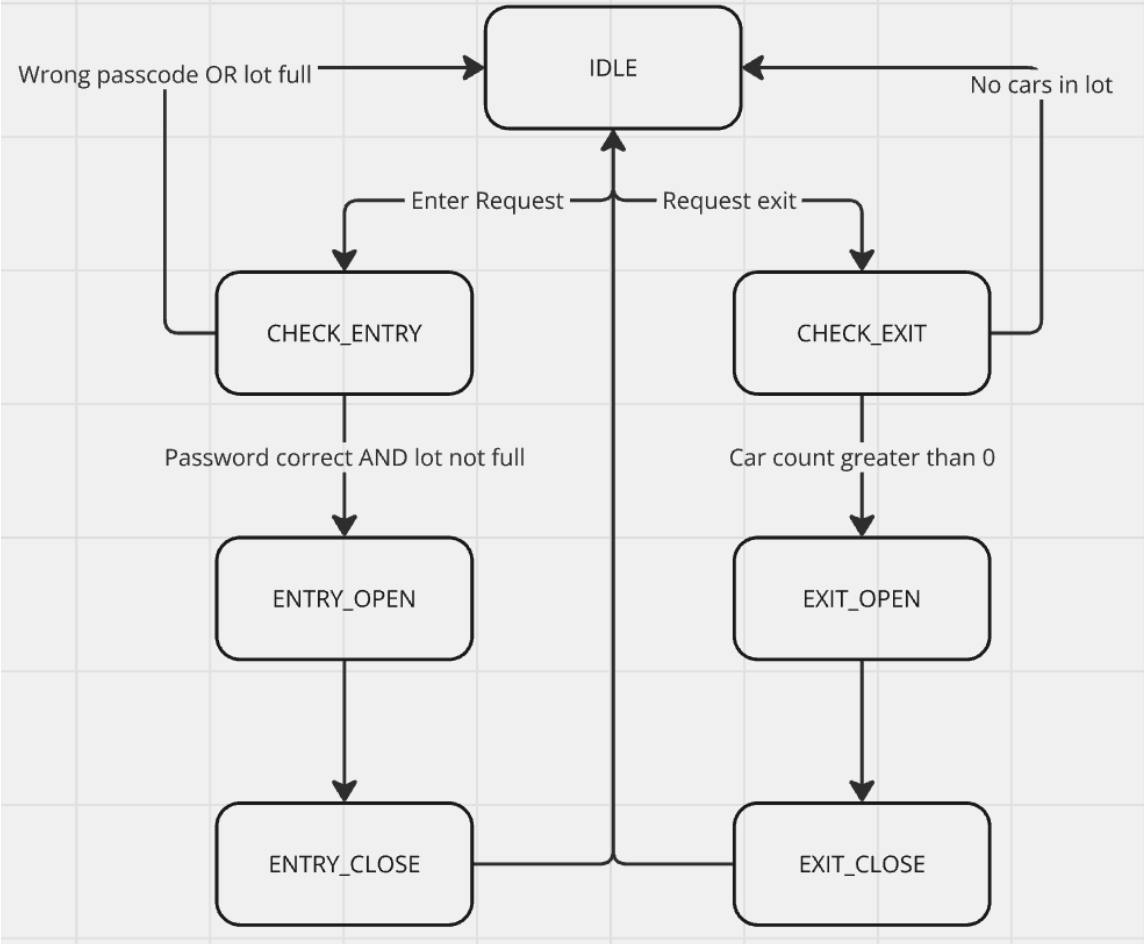 IDLE
Wrong passcode OR lot full
No cars in lot
Enter Request
Request exit
CHECK_ENTRY
CHECK_EXIT
Password correct AND lot not full
Car count greater than 0
ENTRY_OPEN
EXIT_OPEN
ENTRY_CLOSE
EXIT_CLOSE